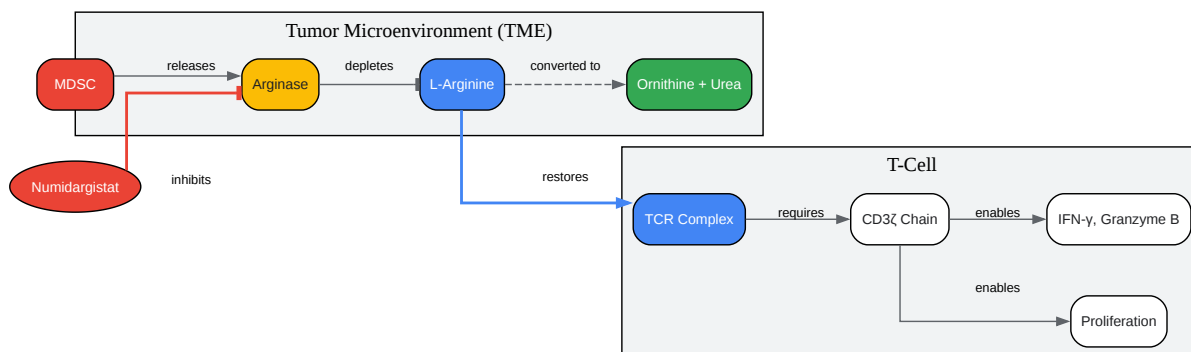 Tumor Microenvironment (TME)
MDSC
releases
Arginase
depletes
L-Arginine
converted to
Ornithine + Urea
Numidargistat
inhibits
restores
T-Cell
TCR Complex
requires
CD3ζ Chain
enables
IFN-γ, Granzyme B
enables
Proliferation